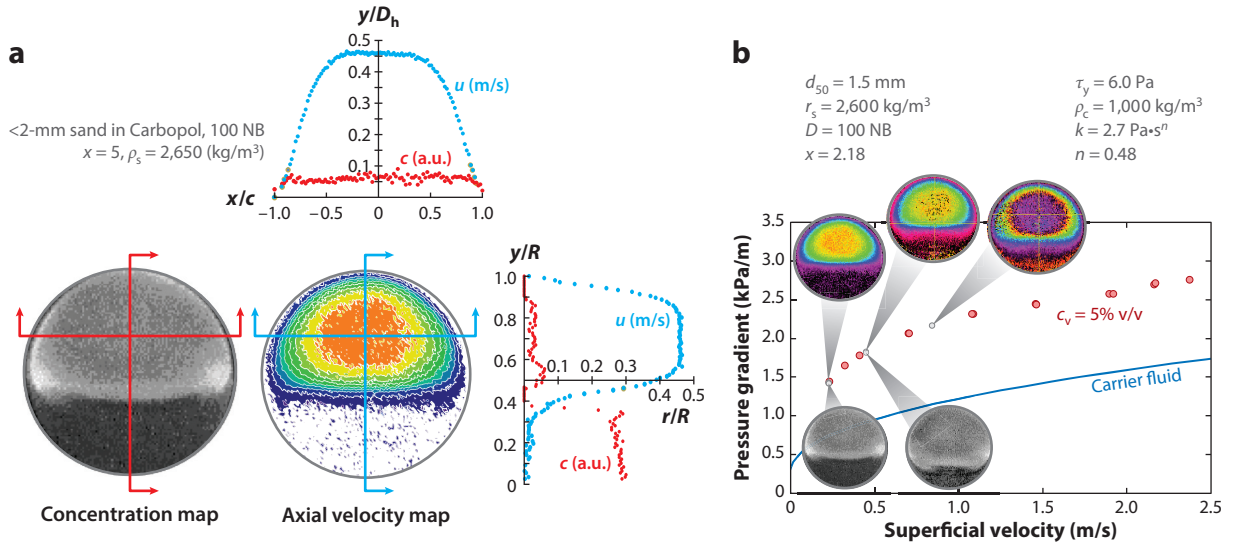 a
y/D_h
0.5
0.4
0.3
0.2
0.1
u (m/s)
c (a.u.)
<2-mm sand in Carbopol, 100 NB
x = 5, ρ_s = 2,650 (kg/m³)
x/c
−1.0
−0.5
0
0.5
1.0
y/R
1.0
0.8
0.6
0.4
0.2
0
u (m/s)
0.1
0.2
0.3
0.4
0.5
r/R
c (a.u.)
Concentration map
Axial velocity map
b
d₅₀ = 1.5 mm
r_s = 2,600 kg/m³
D = 100 NB
x = 2.18
τ_y = 6.0 Pa
ρ_c = 1,000 kg/m³
k = 2.7 Pa•sⁿ
n = 0.48
Pressure gradient (kPa/m)
3.5
3.0
2.5
2.0
1.5
1.0
0.5
0
c_v = 5% v/v
Carrier fluid
0
0.5
1.0
1.5
2.0
2.5
Superficial velocity (m/s)